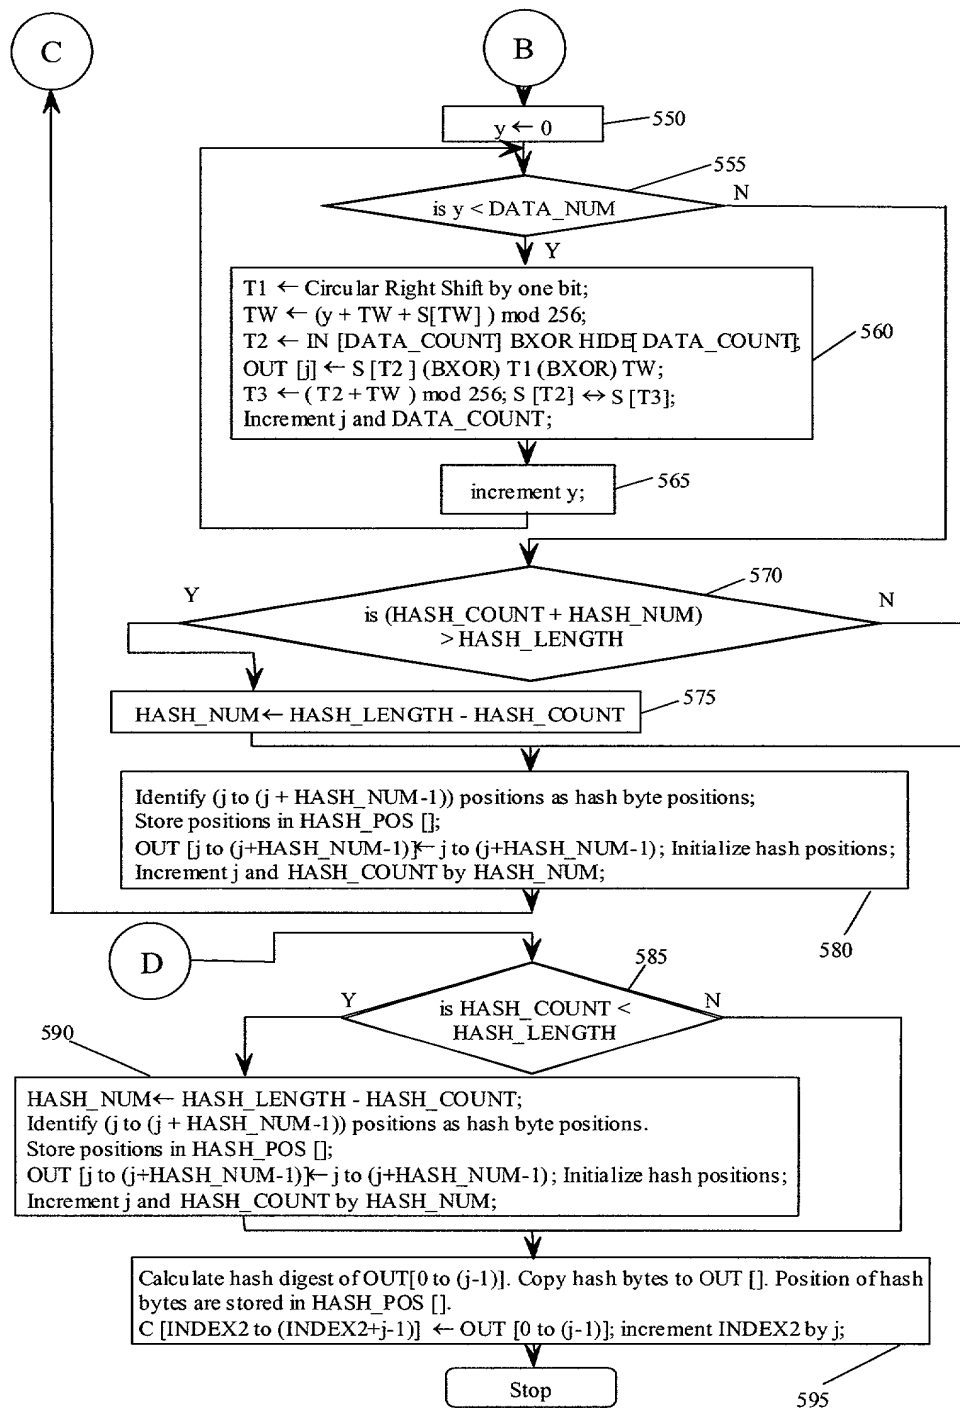 C
B
y ← 0
550
555
is y < DATA_NUM
N
Y
T1 ← Circular Right Shift by one bit;
TW ← (y + TW + S[TW] ) mod 256;
T2 ← IN [DATA_COUNT] BXOR HIDE[ DATA_COUNT];
OUT [j] ← S [T2 ] (BXOR) T1 (BXOR) TW;
T3 ← ( T2 + TW ) mod 256; S [T2] ↔ S [T3];
Increment j and DATA_COUNT;
560
increment y;
565
570
Y
N
is (HASH_COUNT + HASH_NUM)
> HASH_LENGTH
HASH_NUM ← HASH_LENGTH - HASH_COUNT
575
Identify (j to (j + HASH_NUM-1)) positions as hash byte positions;
Store positions in HASH_POS [];
OUT [j to (j+HASH_NUM-1)] ← j to (j+HASH_NUM-1); Initialize hash positions;
Increment j and HASH_COUNT by HASH_NUM;
580
D
585
Y
N
is HASH_COUNT <
HASH_LENGTH
590
HASH_NUM ← HASH_LENGTH - HASH_COUNT;
Identify (j to (j + HASH_NUM-1)) positions as hash byte positions.
Store positions in HASH_POS [];
OUT [j to (j+HASH_NUM-1)] ← j to (j+HASH_NUM-1); Initialize hash positions;
Increment j and HASH_COUNT by HASH_NUM;
Calculate hash digest of OUT[0 to (j-1)]. Copy hash bytes to OUT []. Position of hash
bytes are stored in HASH_POS [].
C [INDEX2 to (INDEX2+j-1)] ← OUT [0 to (j-1)]; increment INDEX2 by j;
595
Stop